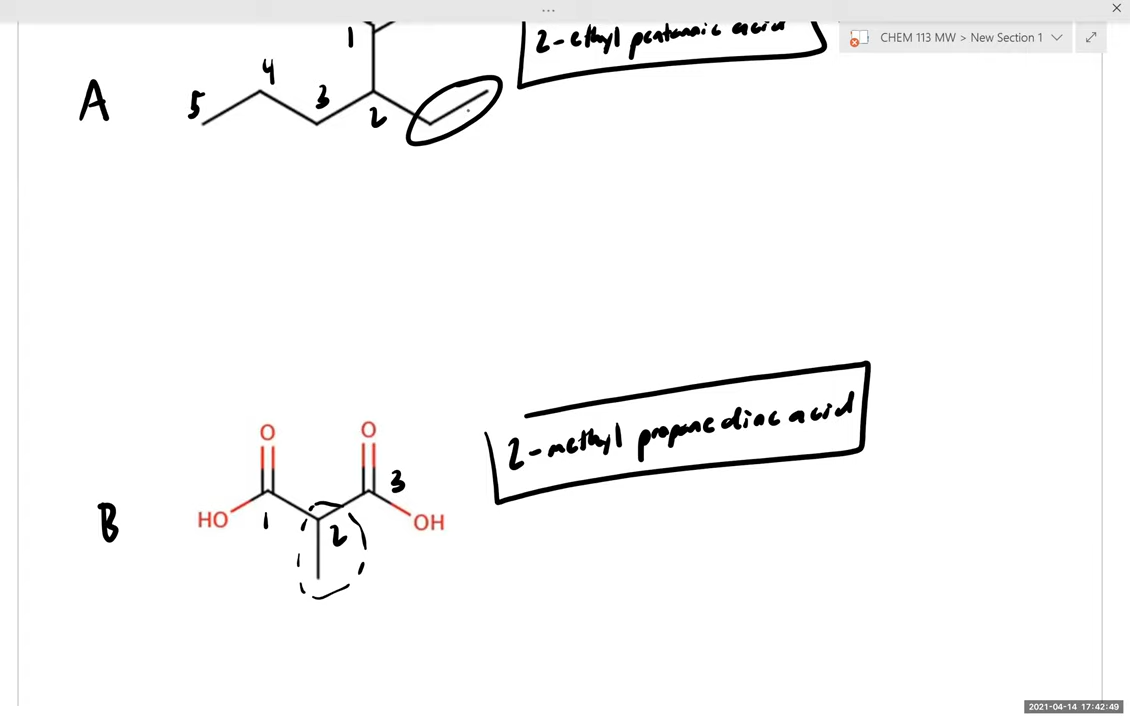 ...
CHEM 113 MW > New Section 1
2-ethyl pentanoic acid
1
A
5
4
3
2
2-methyl propanedioic acid
B
O
O
HO
1
2
3
OH
2021-04-14 17:42:49